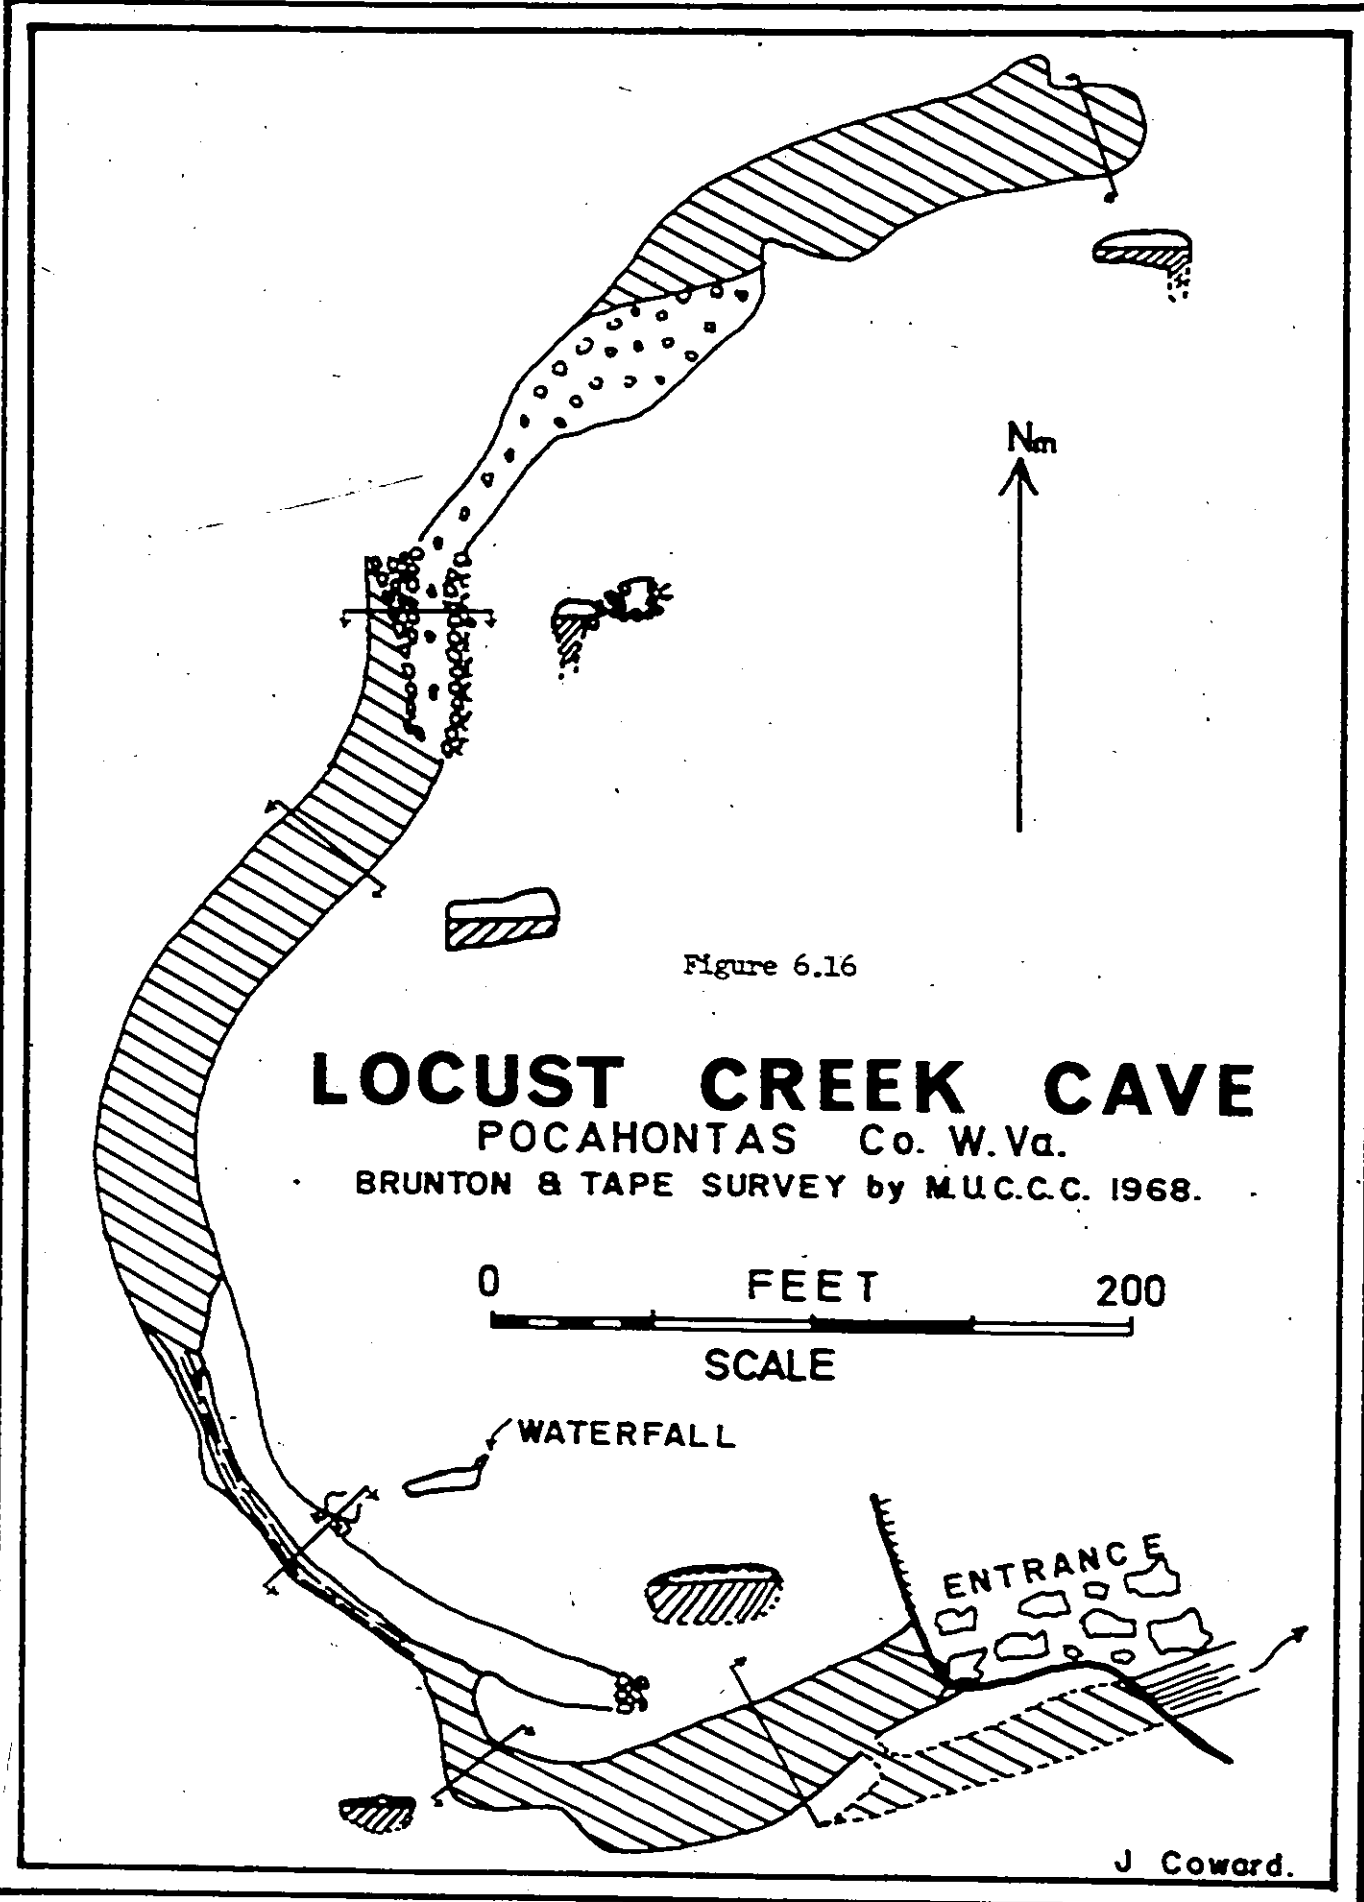 Nm
Figure 6.16
LOCUST CREEK CAVE
POCAHONTAS Co. W.Va.
BRUNTON & TAPE SURVEY by M.U.C.C.C. 1968.
0 FEET 200
SCALE
WATERFALL
ENTRANCE
J Coward.